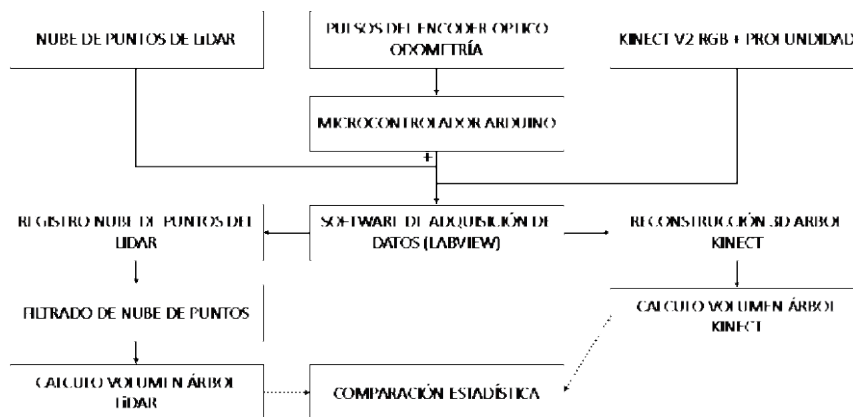 NUBE DE PUNTOS DE LiDAR
PULSOS DEL ENCODER OPTICO
ODOMETRÍA
KINECT V2 RGB + PROFUNDIDAD
MICROCONTROLADOR ARDUINO
+
REGISTRO NUBE DE PUNTOS DEL
LIDAR
SOFTWARE DE ADQUISICIÓN DE
DATOS (LABVIEW)
RECONSTRUCCIÓN 3D ARBOL
KINECT
FILTRADO DE NUBE DE PUNTOS
CALCULO VOLUMEN ÁRBOL
KINECT
CALCULO VOLUMEN ÁRBOL
LiDAR
COMPARACIÓN ESTADÍSTICA